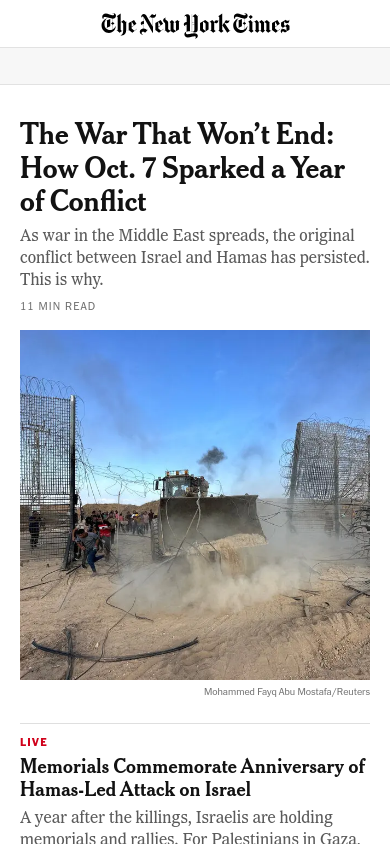 The New York Times
The War That Won’t End:
How Oct. 7 Sparked a Year
of Conflict
As war in the Middle East spreads, the original
conflict between Israel and Hamas has persisted.
This is why.
11 MIN READ
Mohammed Fayq Abu Mostafa/Reuters
LIVE
Memorials Commemorate Anniversary of
Hamas-Led Attack on Israel
A year after the killings, Israelis are holding
memorials and rallies. For Palestinians in Gaza,